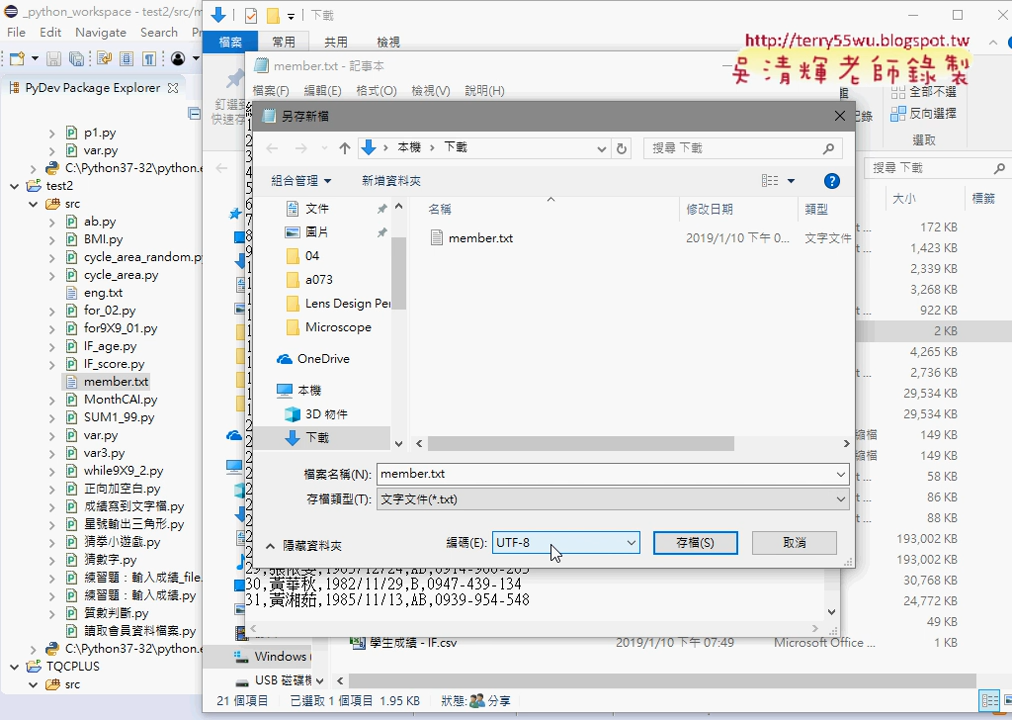 _python_workspace - test2/src/m
File Edit Navigate Search
PyDev Package Explorer
p1.py
var.py
C:\Python37-32\python.e
test2
src
ab.py
BMI.py
cycle_area_random.p
cycle_area.py
eng.txt
for_02.py
for9X9_01.py
IF_age.py
IF_score.py
member.txt
MonthCAl.py
SUM1_99.py
var.py
var3.py
while9X9_2.py
正向加空白.py
成績寫到文字檔.py
星號輸出三角形.py
猜拳小遊戲.py
猜數字.py
練習題：輸入成績_file.
練習題：輸入成績.py
質數判斷.py
讀取會員資料檔案.py
C:\Python37-32\python.e
TQCPLUS
src
下載
檔案 常用 共用 檢視
http://terry55wu.blogspot.tw
吳清輝老師錄製
全部不選
反向選擇
選取
搜尋 下載
大小 標籤
172 KB
1,423 KB
2,339 KB
3,268 KB
922 KB
2 KB
4,265 KB
2,736 KB
29,534 KB
29,534 KB
149 KB
149 KB
58 KB
86 KB
88 KB
193,002 KB
193,002 KB
30,768 KB
24,772 KB
49 KB
1 KB
member.txt - 記事本
檔案(F) 編輯(E) 格式(O) 檢視(V) 說明(H)
另存新檔
本機 › 下載
搜尋 下載
組合管理 新增資料夾
文件
圖片
04
a073
Lens Design Per
Microscope
OneDrive
本機
3D 物件
下載
名稱 修改日期 類型
member.txt 2019/1/10 下午 0... 文字文件
檔案名稱(N): member.txt
存檔類型(T): 文字文件(*.txt)
隱藏資料夾 編碼(E): UTF-8 存檔(S) 取消
30,黃華秋,1982/11/29,B,0947-439-134
31,黃湘茹,1985/11/13,AB,0939-954-548
學生成績 - IF.csv 2019/1/10 下午 07:49 Microsoft Office ...
Windows
USB 磁碟機
21 個項目 已選取 1 個項目 1.95 KB 狀態: 分享